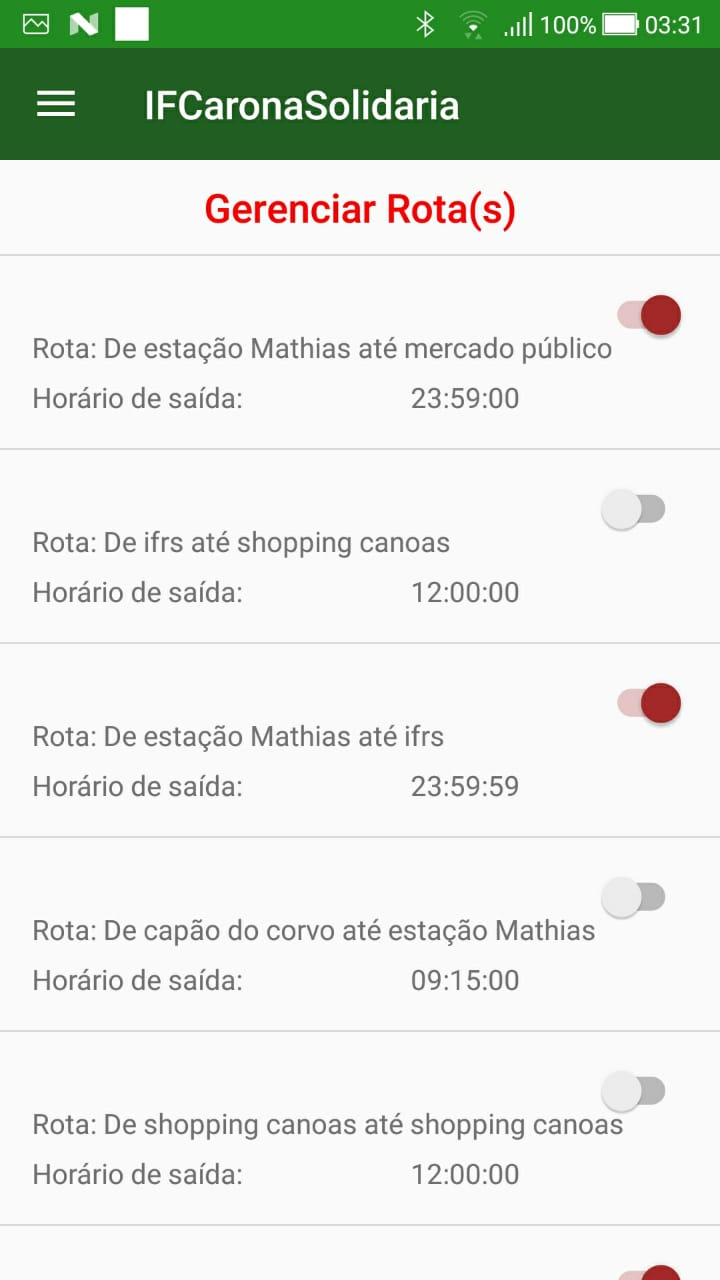 100% 03:31
IFCaronaSolidaria
Gerenciar Rota(s)
Rota: De estação Mathias até mercado público
Horário de saída: 23:59:00
Rota: De ifrs até shopping canoas
Horário de saída: 12:00:00
Rota: De estação Mathias até ifrs
Horário de saída: 23:59:59
Rota: De capão do corvo até estação Mathias
Horário de saída: 09:15:00
Rota: De shopping canoas até shopping canoas
Horário de saída: 12:00:00